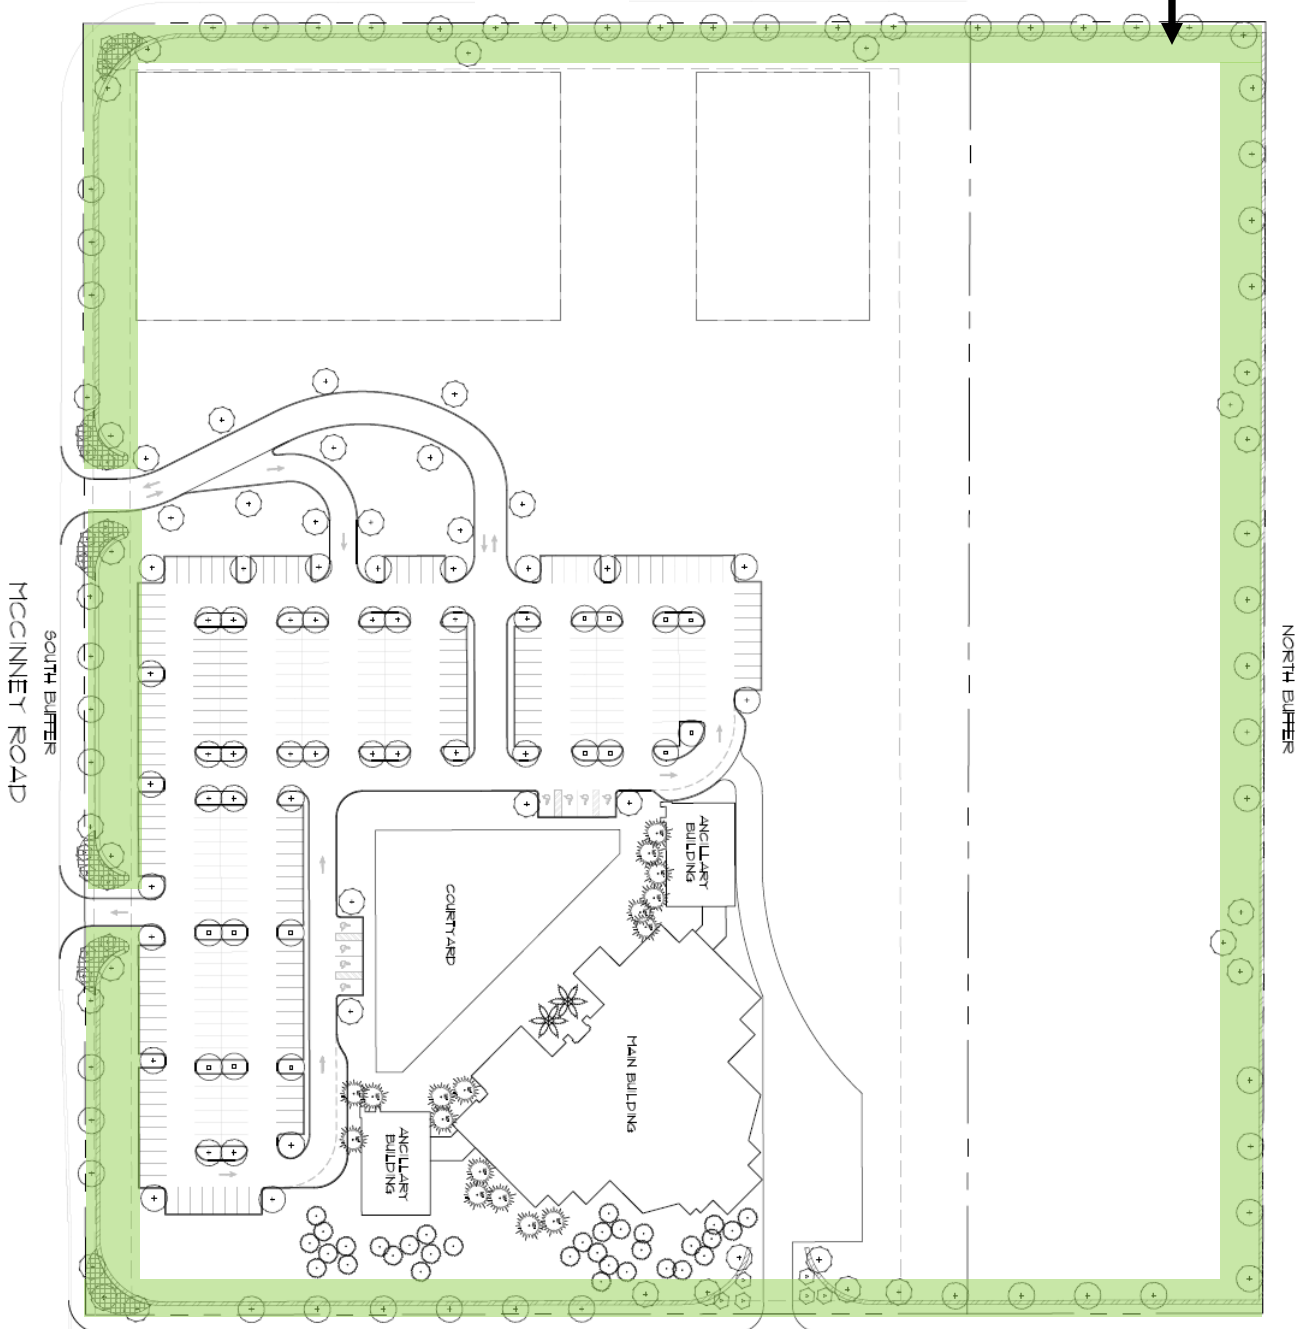 MCCINNEY ROAD
SOUTH BUFFER
NORTH BUFFER
ANCILLARY
BUILDING
COURTYARD
MAIN BUILDING
ANCILLARY
BUILDING